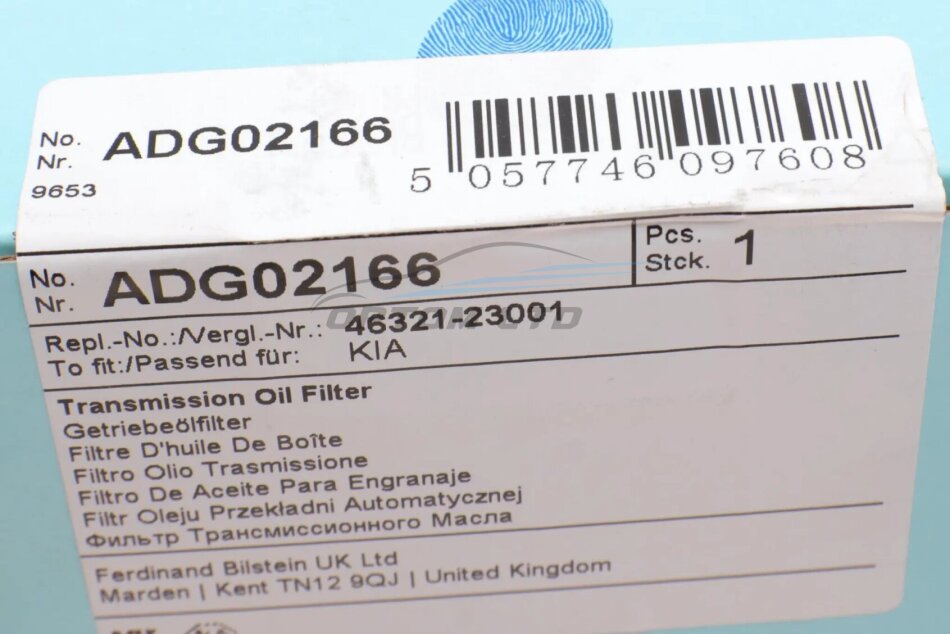 No. ADG02166
Nr.
9653
5 057746 097608
No. ADG02166
Nr.
Pcs. 1
Stck.
Repl.-No.:/Vergl.-Nr.: 46321-23001
To fit:/Passend für: KIA
Transmission Oil Filter
Getriebeölfilter
Filtre D'huile De Boîte
Filtro Olio Trasmissione
Filtro De Aceite Para Engranaje
Filtr Oleju Przekładni Automatycznej
Фильтр Трансмиссионного Масла
Ferdinand Bilstein UK Ltd
Marden | Kent TN12 9QJ | United Kingdom